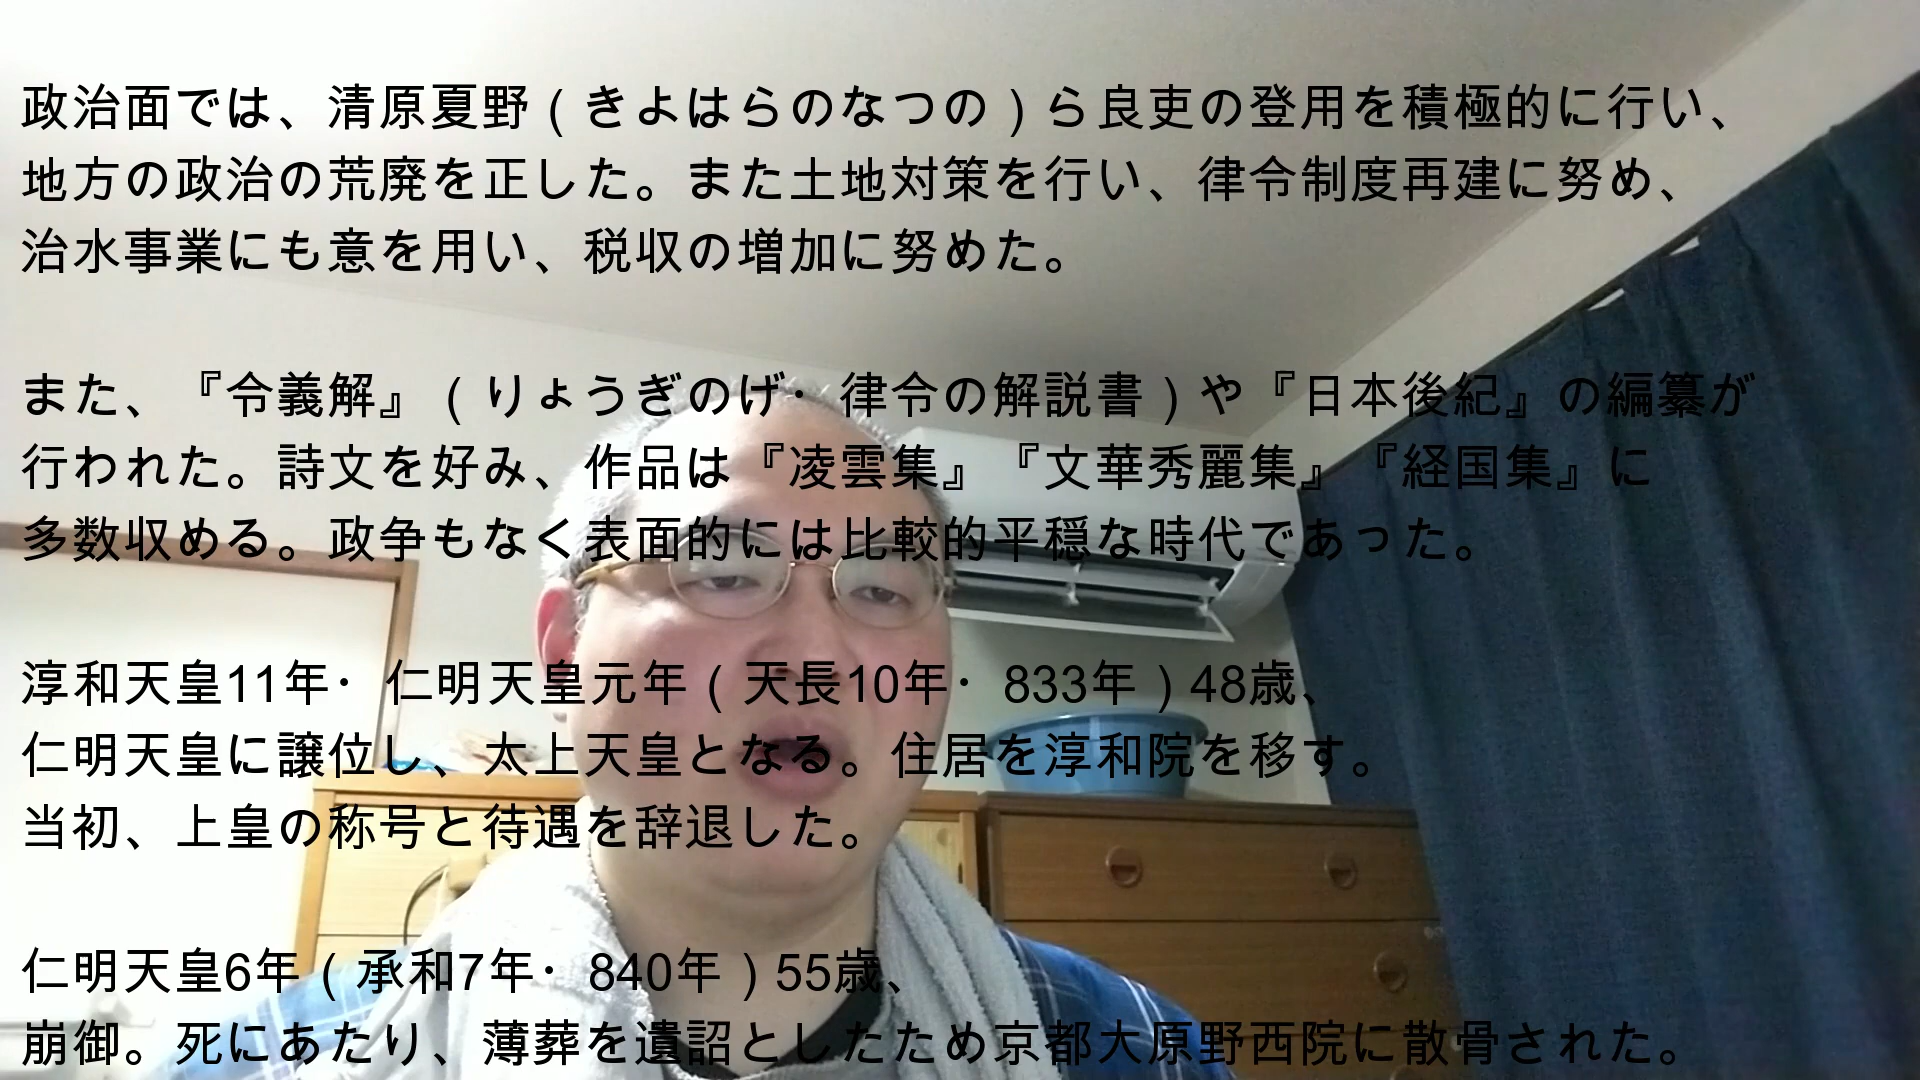 政治面では、清原夏野（きよはらのなつの）ら良吏の登用を積極的に行い、
地方の政治の荒廃を正した。また土地対策を行い、律令制度再建に努め、
治水事業にも意を用い、税収の増加に努めた。
また、『令義解』（りょうぎのげ・律令の解説書）や『日本後紀』の編纂が
行われた。詩文を好み、作品は『凌雲集』『文華秀麗集』『経国集』に
多数収める。政争もなく表面的には比較的平穏な時代であった。
淳和天皇11年・仁明天皇元年（天長10年・833年）48歳、
仁明天皇に譲位し、太上天皇となる。住居を淳和院を移す。
当初、上皇の称号と待遇を辞退した。
仁明天皇6年（承和7年・840年）55歳、
崩御。死にあたり、薄葬を遺詔としたため京都大原野西院に散骨された。